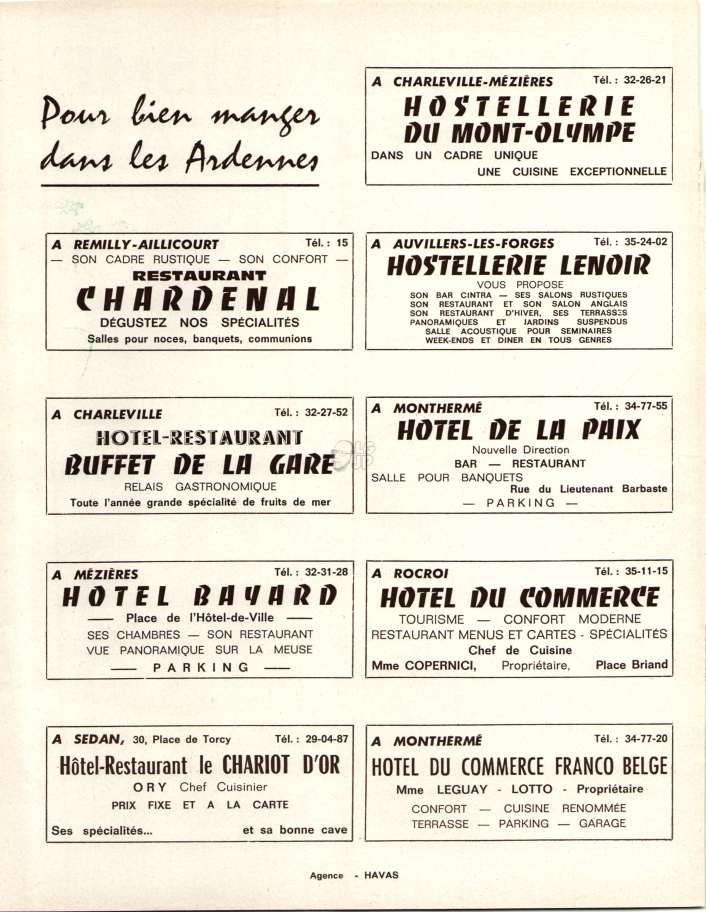 Pour bien manger
dans les Ardennes
A CHARLEVILLE-MÉZIÈRES Tél. : 32-26-21
HOSTELLERIE
DU MONT-OLYMPE
DANS UN CADRE UNIQUE
UNE CUISINE EXCEPTIONNELLE
A REMILLY-AILLICOURT Tél. : 15
— SON CADRE RUSTIQUE — SON CONFORT —
RESTAURANT
CHARDENAL
DÉGUSTEZ NOS SPÉCIALITÉS
Salles pour noces, banquets, communions
A AUVILLERS-LES-FORGES Tél. : 35-24-02
HOSTELLERIE LENOIR
VOUS PROPOSE
SON BAR CINTRA — SES SALONS RUSTIQUES
SON RESTAURANT ET SON SALON ANGLAIS
SON RESTAURANT D'HIVER, SES TERRASSES
PANORAMIQUES ET JARDINS SUSPENDUS
SALLE ACOUSTIQUE POUR SEMINAIRES
WEEK-ENDS ET DINER EN TOUS GENRES
A CHARLEVILLE Tél. : 32-27-52
HOTEL-RESTAURANT
BUFFET DE LA GARE
RELAIS GASTRONOMIQUE
Toute l'année grande spécialité de fruits de mer
A MONTHERMÉ Tél. : 34-77-55
HOTEL DE LA PAIX
Nouvelle Direction
BAR — RESTAURANT
SALLE POUR BANQUETS
Rue du Lieutenant Barbaste
— PARKING —
A MÉZIÈRES Tél. : 32-31-28
HOTEL BAYARD
— Place de l'Hôtel-de-Ville —
SES CHAMBRES — SON RESTAURANT
VUE PANORAMIQUE SUR LA MEUSE
— PARKING —
A ROCROI Tél. : 35-11-15
HOTEL DU COMMERCE
TOURISME — CONFORT MODERNE
RESTAURANT MENUS ET CARTES - SPÉCIALITÉS
Chef de Cuisine
Mme COPERNICI, Propriétaire, Place Briand
A SEDAN, 30, Place de Torcy Tél. : 29-04-87
Hôtel-Restaurant le CHARIOT D'OR
ORY Chef Cuisinier
PRIX FIXE ET A LA CARTE
Ses spécialités... et sa bonne cave
A MONTHERMÉ Tél. : 34-77-20
HOTEL DU COMMERCE FRANCO BELGE
Mme LEGUAY - LOTTO - Propriétaire
CONFORT — CUISINE RENOMMÉE
TERRASSE — PARKING — GARAGE
Agence - HAVAS